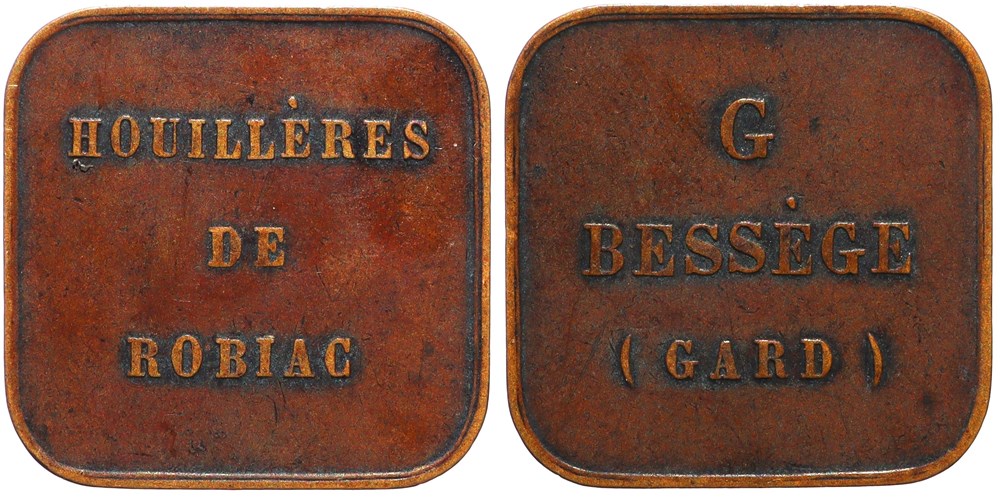 HOUILLÈRES
DE
ROBIAC
G
BESSÈGE
( GARD )